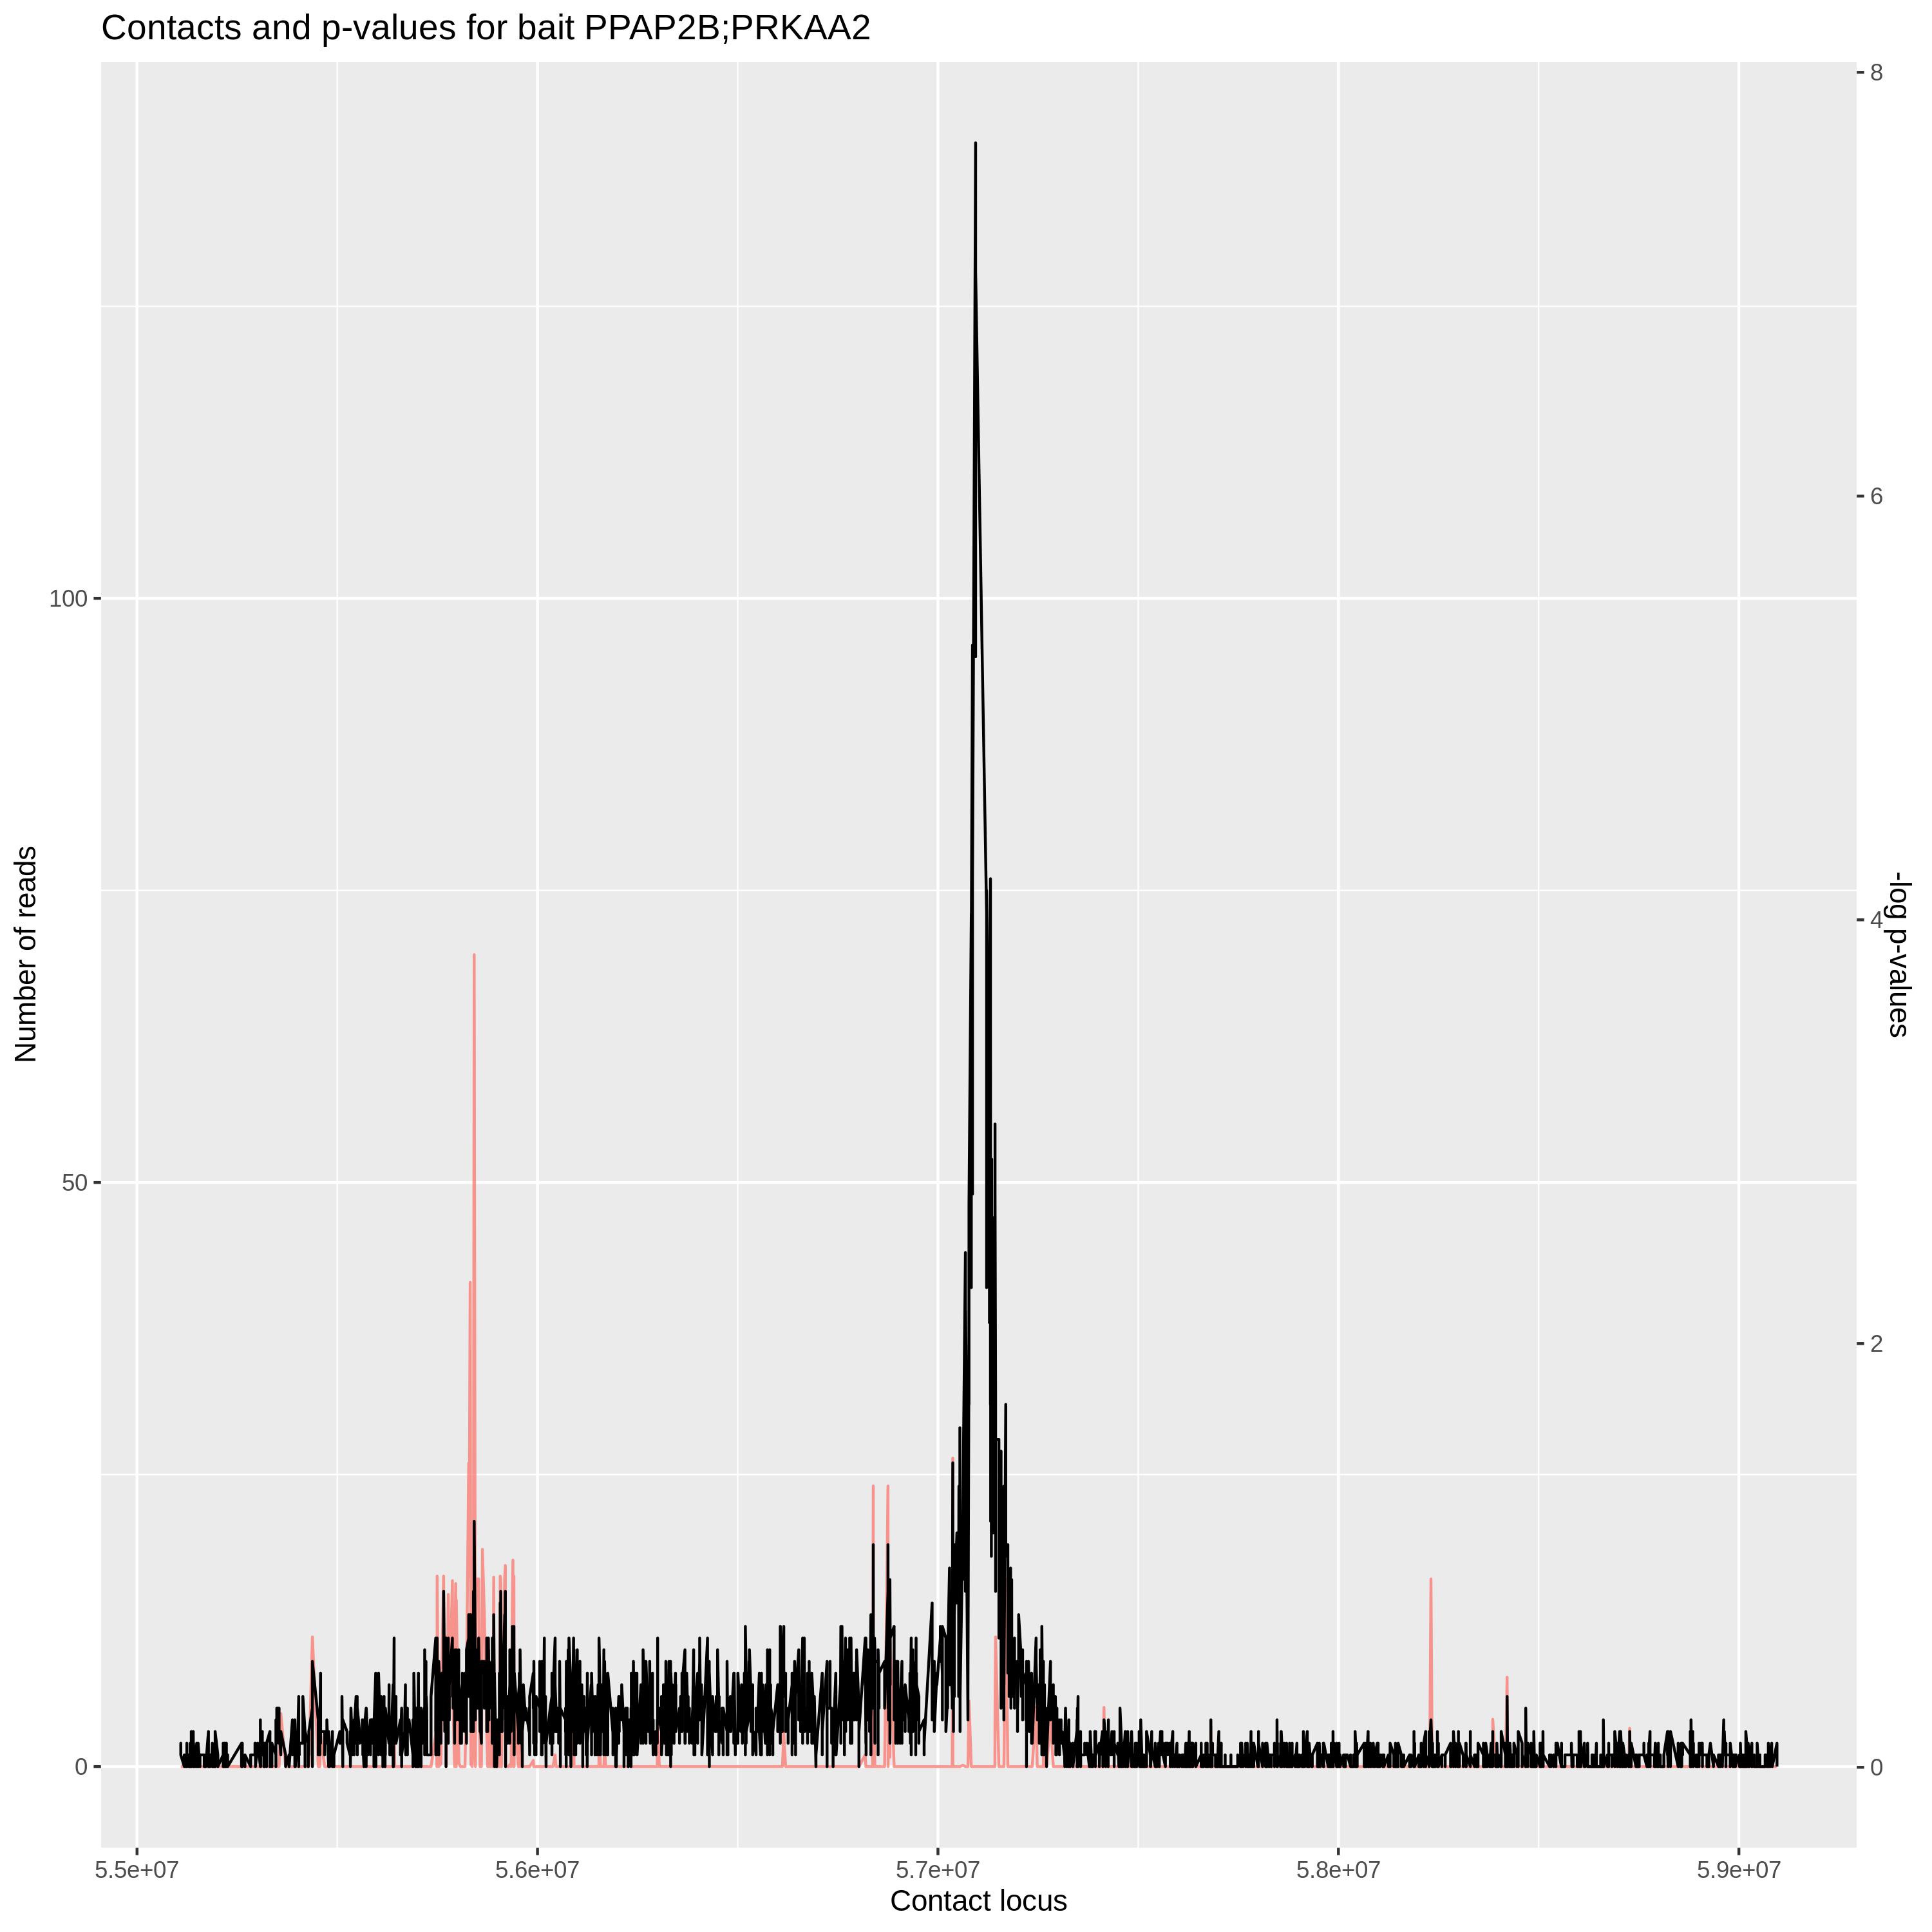 Contacts and p-values for bait PPAP2B;PRKAA2
8
6
100
Number of reads
4
-log p-values
50
2
0
0
5.5e+07
5.6e+07
5.7e+07
5.8e+07
5.9e+07
Contact locus